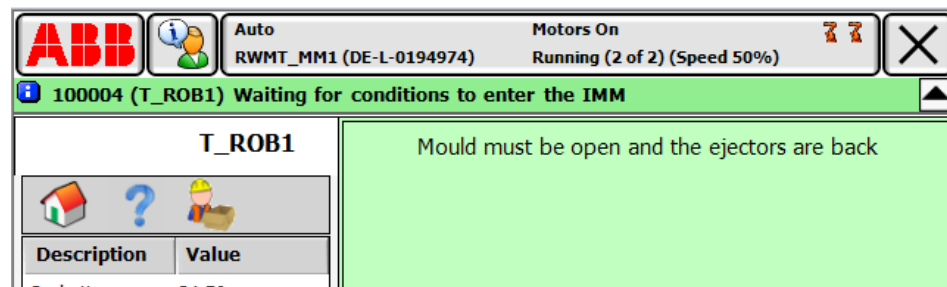 ABB
Auto
RWMT_MM1 (DE-L-0194974)
Motors On
Running (2 of 2) (Speed 50%)
100004 (T_ROB1) Waiting for conditions to enter the IMM
T_ROB1
Mould must be open and the ejectors are back
Description Value